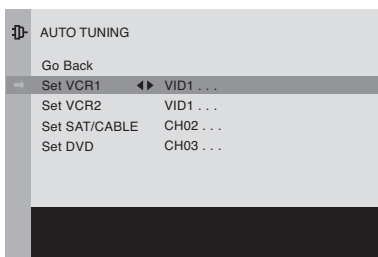 AUTO TUNING
Go Back
Set VCR1 VID1 . . .
Set VCR2 VID1 . . .
Set SAT/CABLE CH02 . . .
Set DVD CH03 . . .